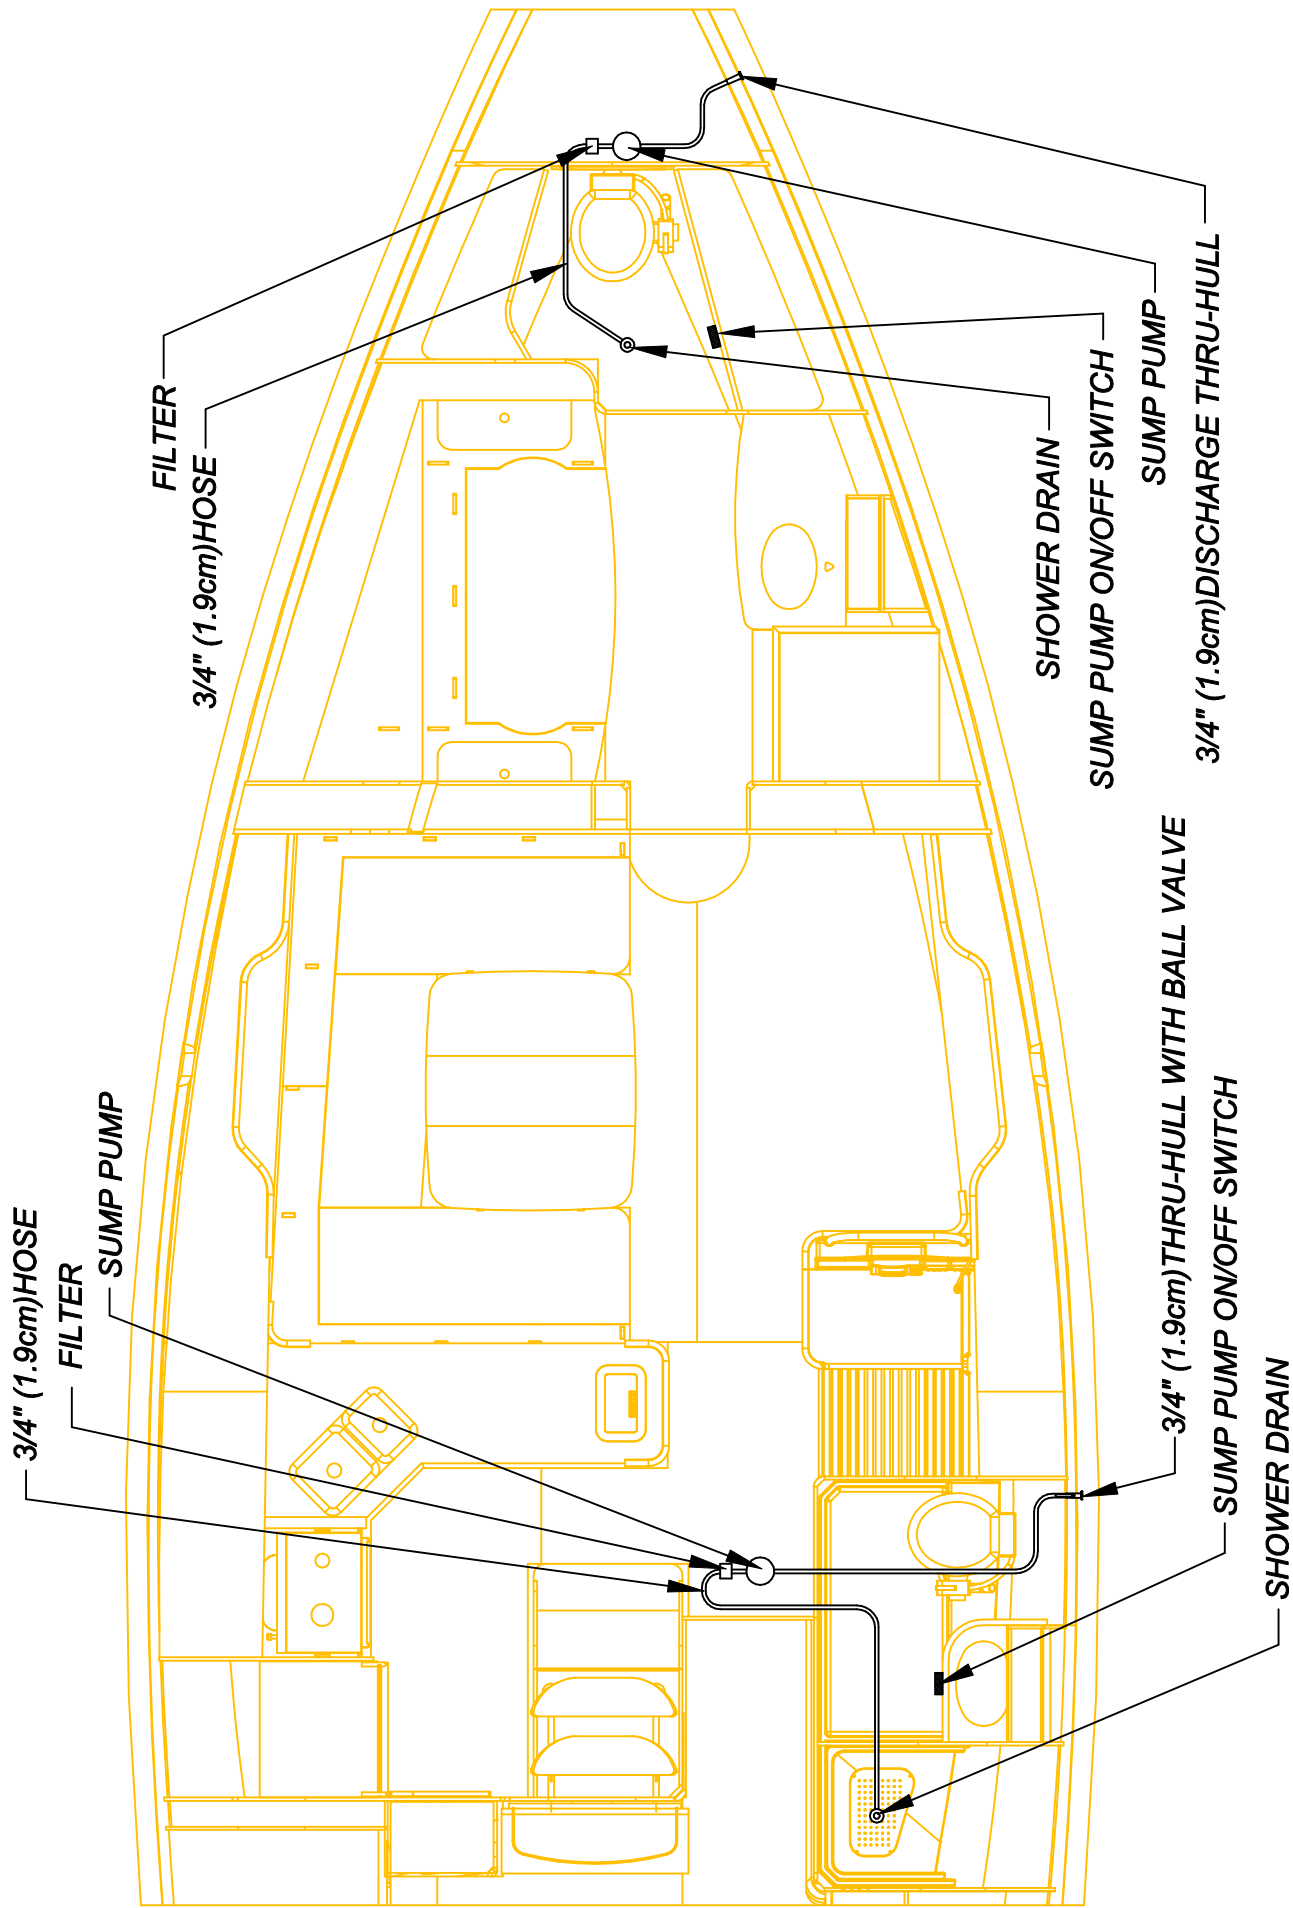 FILTER
3/4" (1.9cm)HOSE
SHOWER DRAIN
SUMP PUMP ON/OFF SWITCH
SUMP PUMP
3/4" (1.9cm)DISCHARGE THRU-HULL
3/4" (1.9cm)HOSE
FILTER
SUMP PUMP
3/4" (1.9cm)THRU-HULL WITH BALL VALVE
SUMP PUMP ON/OFF SWITCH
SHOWER DRAIN